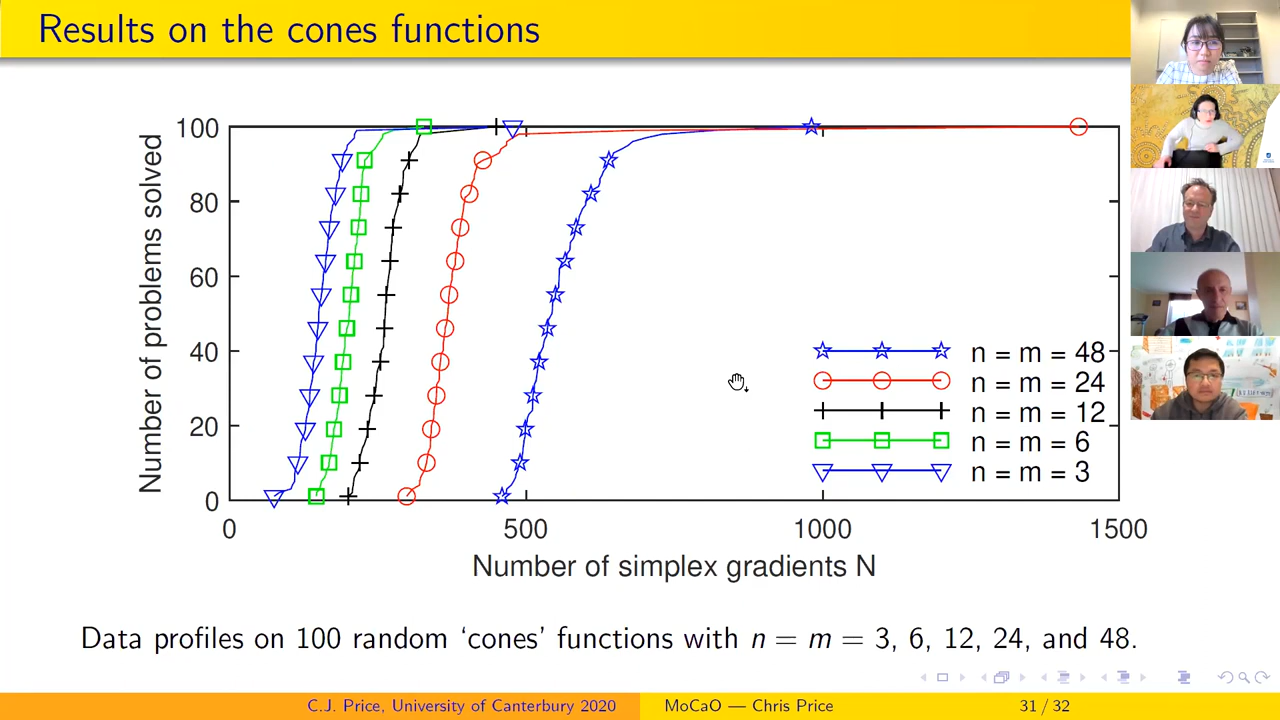 Results on the cones functions
100
80
60
40
20
0
Number of problems solved
0 500 1000 1500
Number of simplex gradients N
n = m = 48
n = m = 24
n = m = 12
n = m = 6
n = m = 3
Data profiles on 100 random ‘cones’ functions with n = m = 3, 6, 12, 24, and 48.
C.J. Price, University of Canterbury 2020 MoCaO — Chris Price 31 / 32